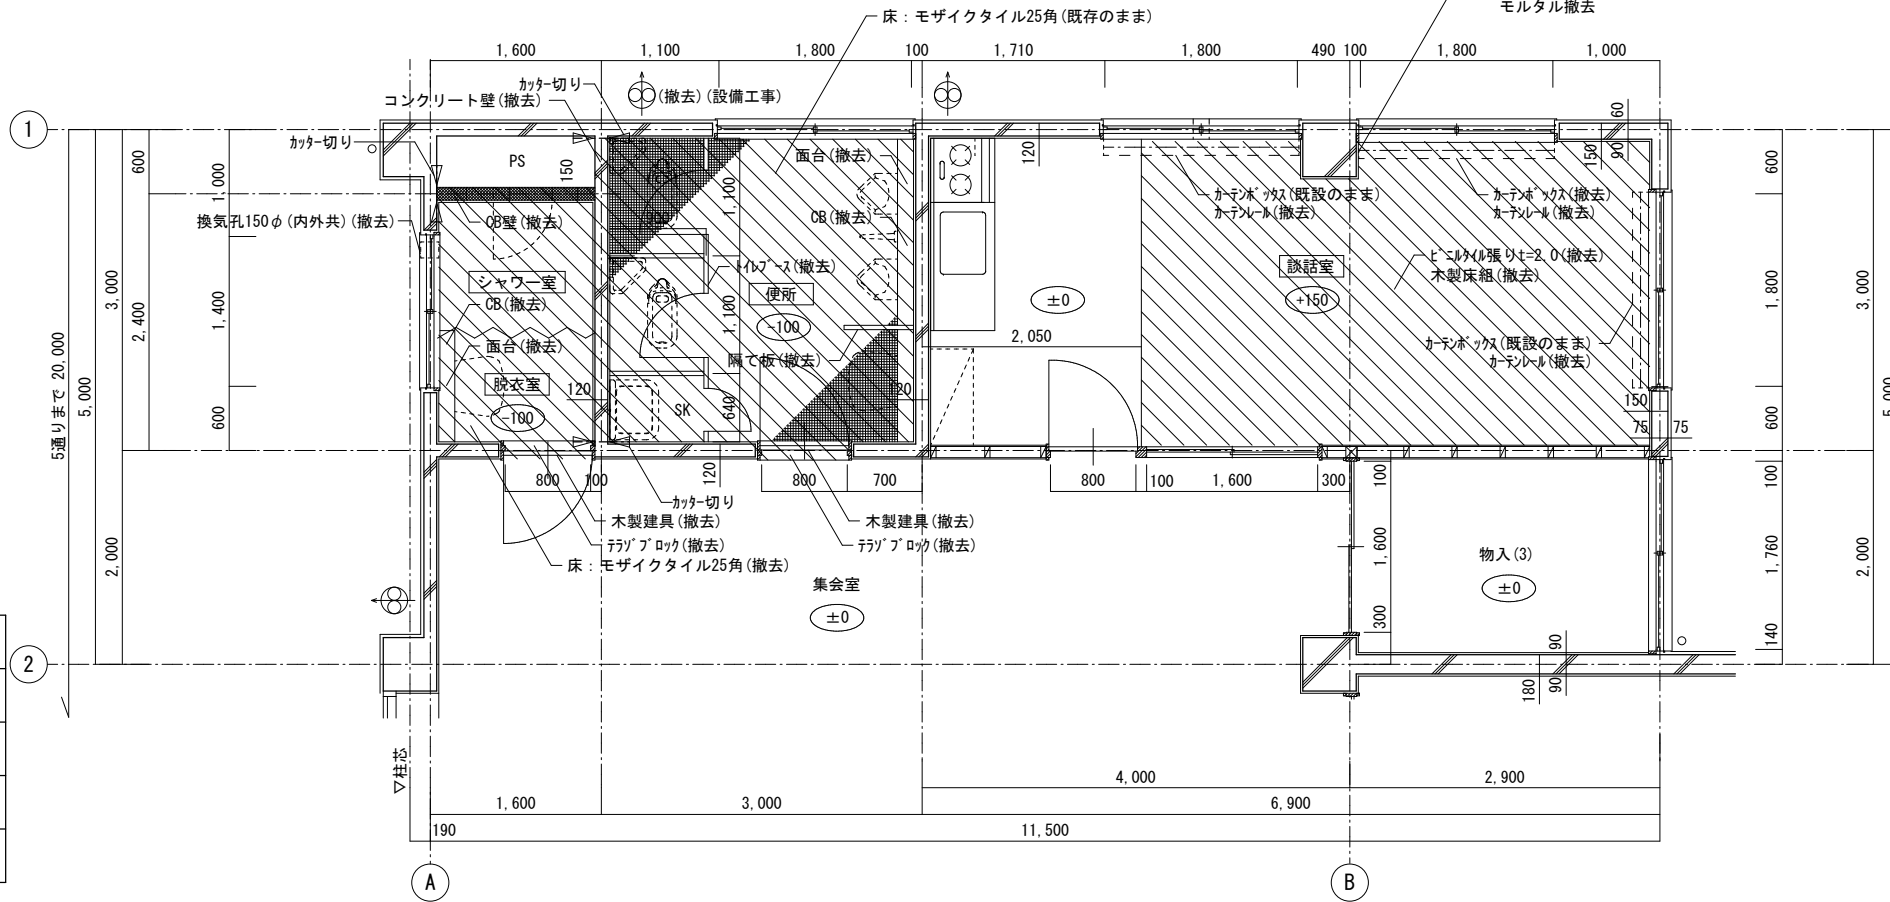 モルタル撤去
床：モザイクタイル25角(既存のまま)
1,600
1,100
1,800
100
1,710
1,800
490
100
1,800
1,000
カッター切り
(撤去)(設備工事)
コンクリート壁(撤去)
1
カッター切り
PS
150
面台(撤去)
120
60
150
90
600
1,000
600
1,100
900
カーテンボックス(既設のまま)
カーテンレール(撤去)
カーテンボックス(撤去)
カーテンレール(撤去)
換気孔150φ(内外共)(撤去)
CB壁(撤去)
CB(撤去)
トイレブース(撤去)
ビニルタイル張りt=2.0(撤去)
木製床組(撤去)
シャワー室
便所
談話室
CB(撤去)
-100
±0
+150
3,000
2,400
1,400
1,100
1,800
3,000
5通りまで 20,000
5,000
面台(撤去)
隔て板(撤去)
2,050
カーテンボックス(既設のまま)
カーテンレール(撤去)
脱衣室
-100
120
SK
640
120
150
75
75
600
600
5,000
800
100
120
800
700
800
100
1,600
300
100
100
カッター切り
木製建具(撤去)
テラゾブロック(撤去)
木製建具(撤去)
テラゾブロック(撤去)
床：モザイクタイル25角(撤去)
2,000
集会室
±0
1,600
物入(3)
±0
1,760
2,000
300
140
2
90
180
90
▽柱芯
4,000
2,900
1,600
3,000
6,900
190
11,500
A
B